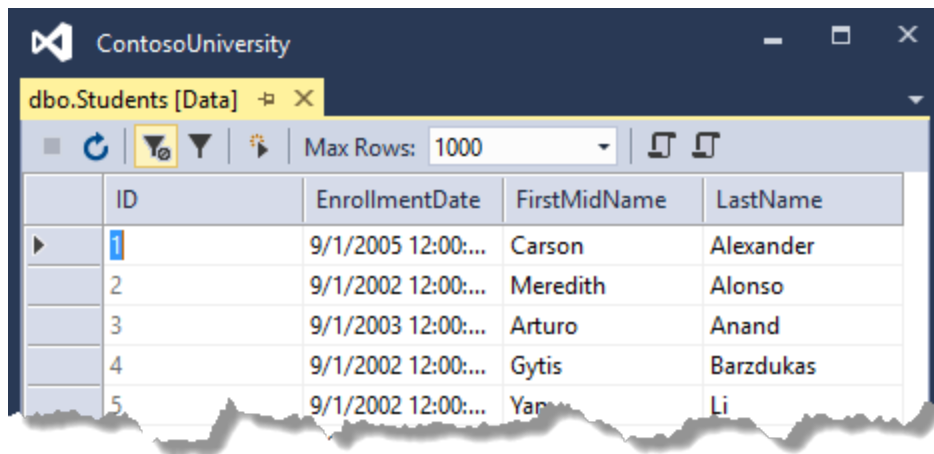 ContosoUniversity
dbo.Students [Data]
Max Rows: 1000
ID EnrollmentDate FirstMidName LastName
1 9/1/2005 12:00:... Carson Alexander
2 9/1/2002 12:00:... Meredith Alonso
3 9/1/2003 12:00:... Arturo Anand
4 9/1/2002 12:00:... Gytis Barzdukas
5 9/1/2002 12:00:... Li